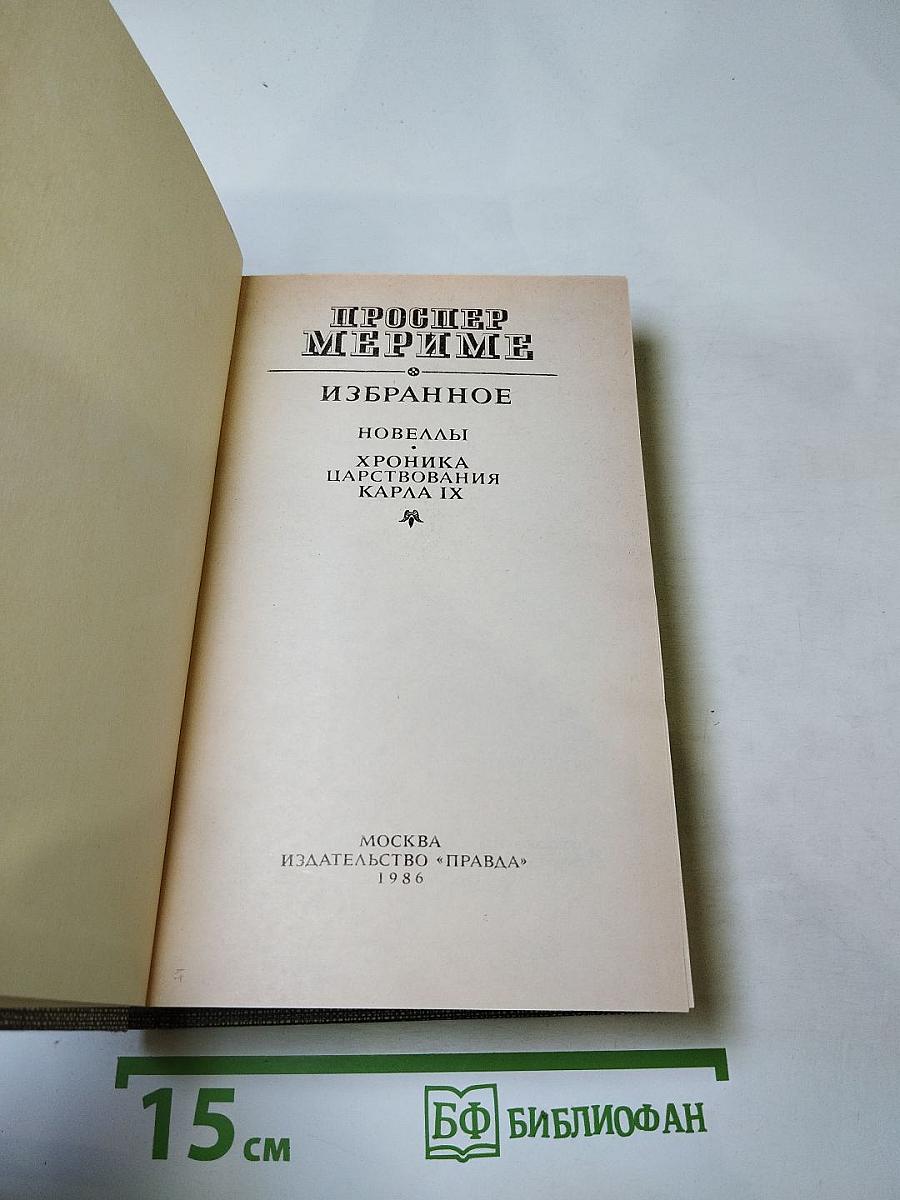 ПРОСПЕР
МЕРИМЕ
ИЗБРАННОЕ
НОВЕЛЛЫ
ХРОНИКА
ЦАРСТВОВАНИЯ
КАРЛА IX
МОСКВА
ИЗДАТЕЛЬСТВО «ПРАВДА»
1986
15 см
БФ БИБЛИОФАН